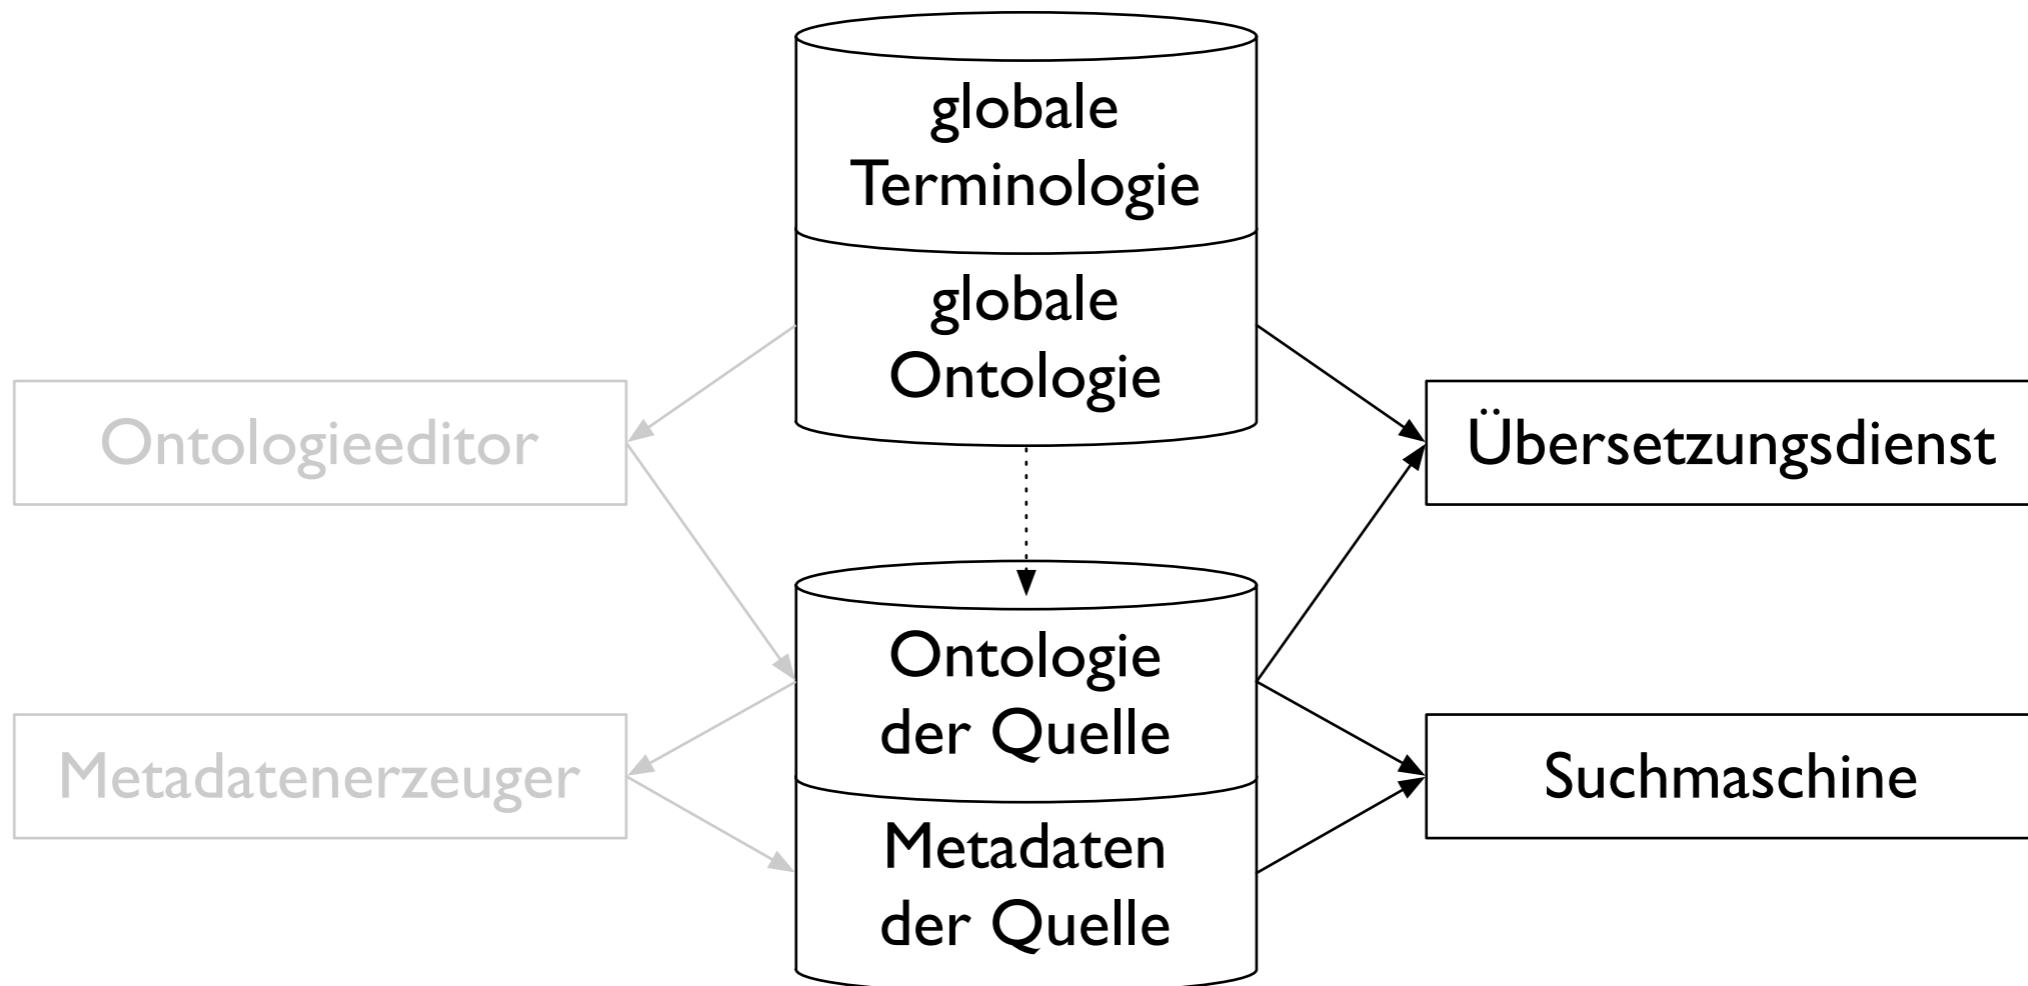 globale
Terminologie
globale
Ontologie
Ontologieeditor
Übersetzungsdienst
Ontologie
der Quelle
Metadatenerzeuger
Suchmaschine
Metadaten
der Quelle